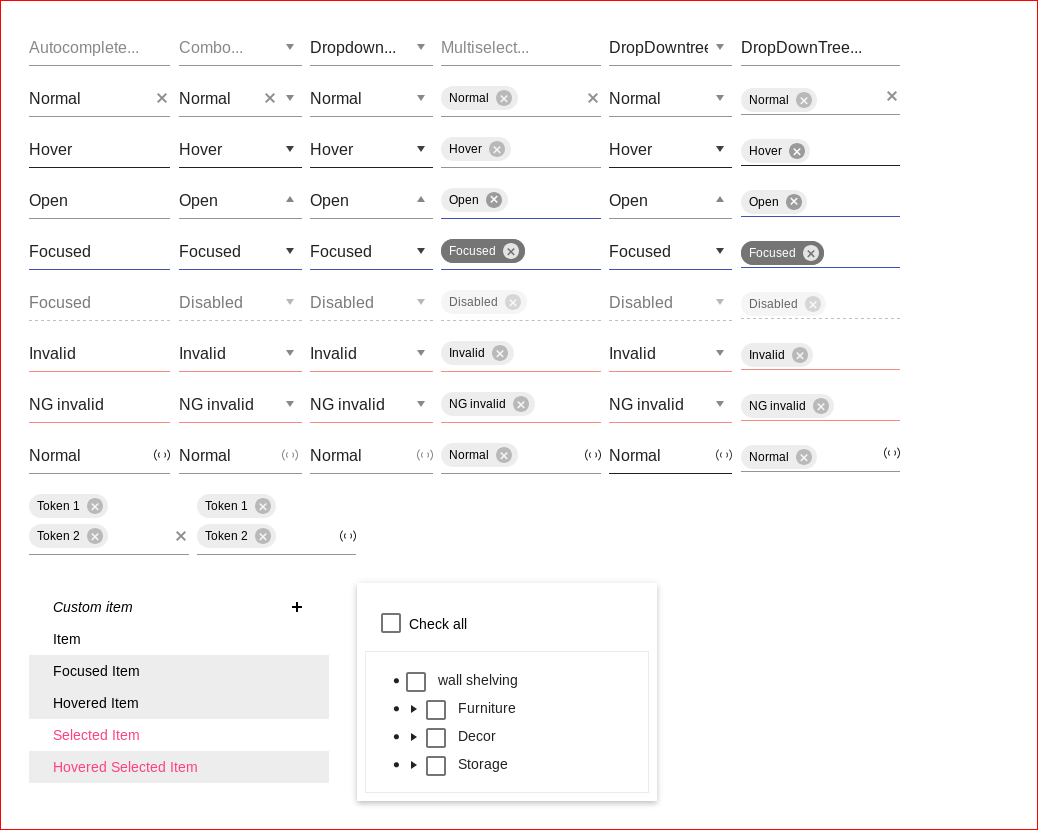 Autocomplete... Combo... Dropdown... Multiselect... DropDowntree DropDownTree...
Normal Normal Normal Normal Normal Normal
Hover Hover Hover Hover Hover Hover
Open Open Open Open Open Open
Focused Focused Focused Focused Focused Focused
Focused Disabled Disabled Disabled Disabled Disabled
Invalid Invalid Invalid Invalid Invalid Invalid
NG invalid NG invalid NG invalid NG invalid NG invalid NG invalid
Normal Normal Normal Normal Normal Normal
Token 1 Token 1
Token 2 Token 2
Custom item
Item
Focused Item
Hovered Item
Selected Item
Hovered Selected Item
Check all
wall shelving
Furniture
Decor
Storage